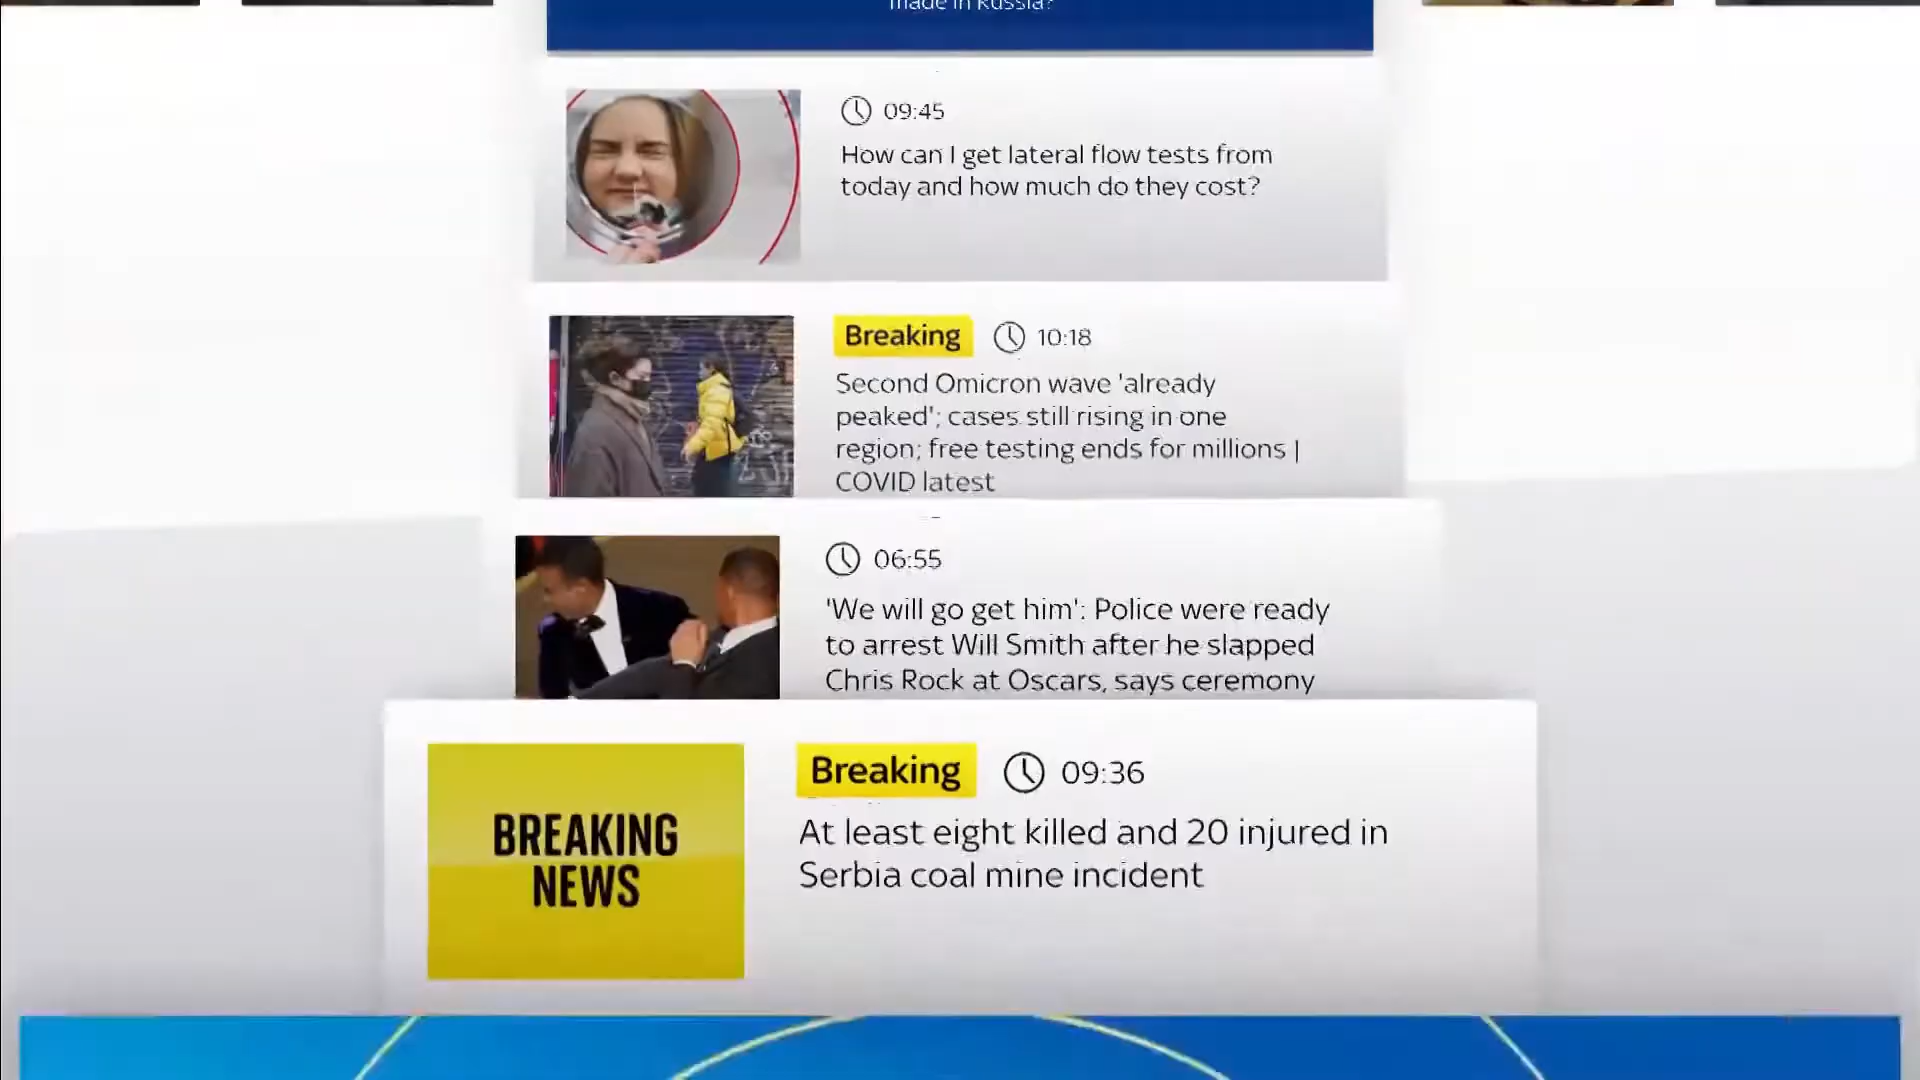 made in Russia?
09:45
How can I get lateral flow tests from
today and how much do they cost?
Breaking 10:18
Second Omicron wave 'already
peaked'; cases still rising in one
region; free testing ends for millions |
COVID latest
06:55
'We will go get him': Police were ready
to arrest Will Smith after he slapped
Chris Rock at Oscars, says ceremony
BREAKING
NEWS
Breaking 09:36
At least eight killed and 20 injured in
Serbia coal mine incident